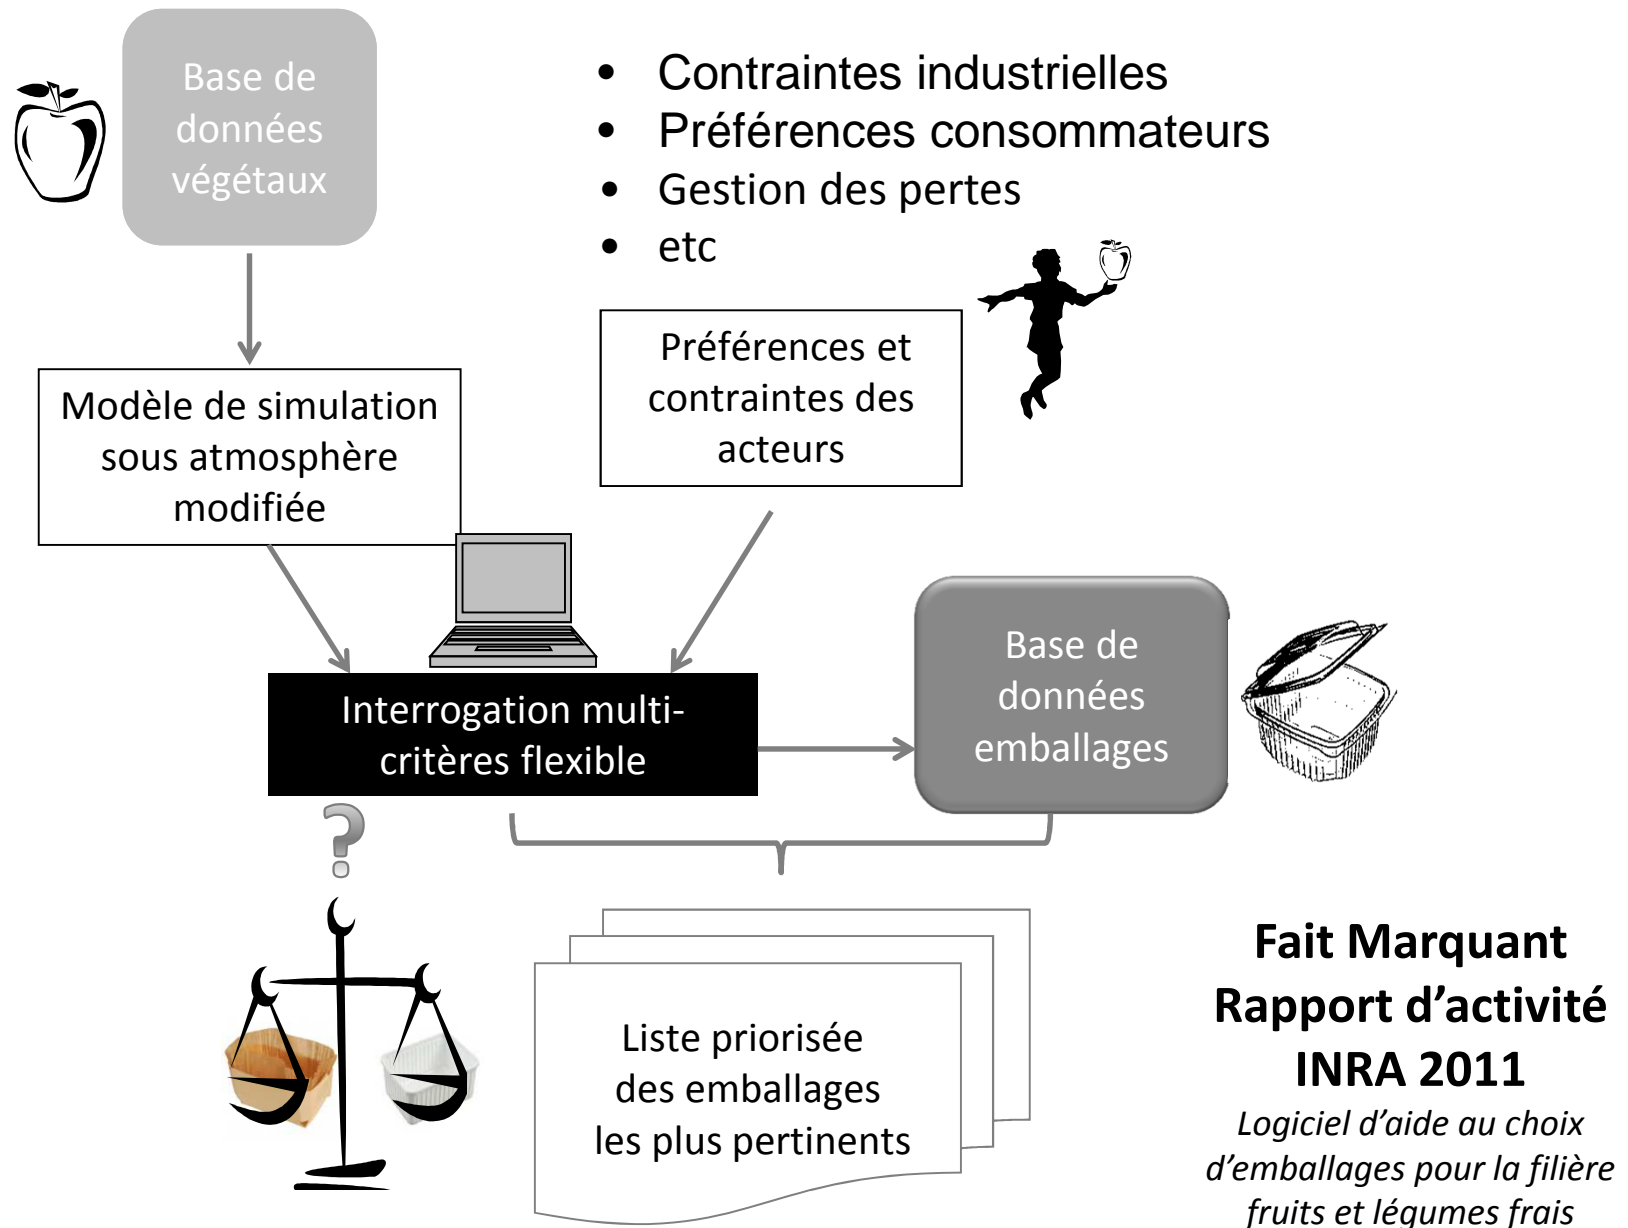 Base de
données
végétaux
• Contraintes industrielles
• Préférences consommateurs
• Gestion des pertes
• etc
Préférences et
contraintes des
acteurs
Modèle de simulation
sous atmosphère
modifiée
Interrogation multi-
critères flexible
Base de
données
emballages
?
Liste priorisée
des emballages
les plus pertinents
Fait Marquant
Rapport d’activité
INRA 2011
Logiciel d’aide au choix
d’emballages pour la filière
fruits et légumes frais